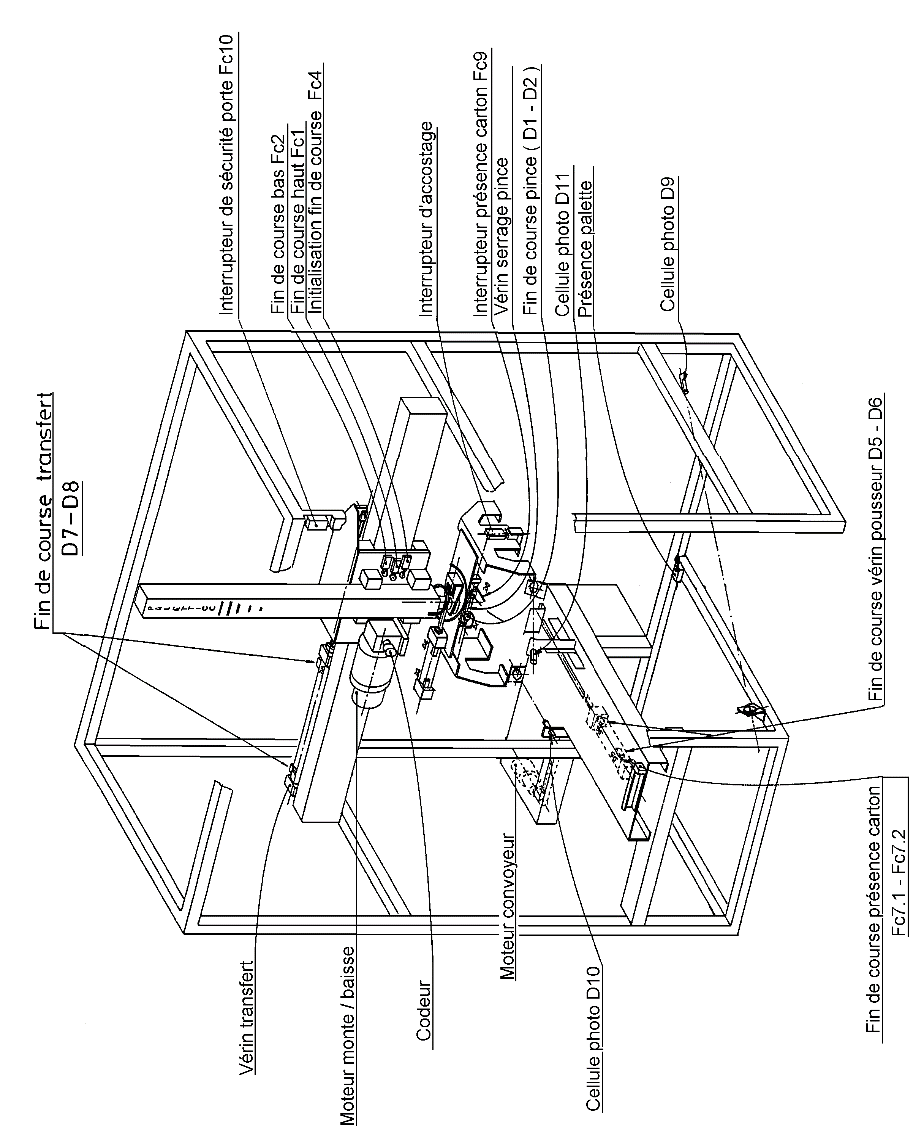 Fin de course transfert
D7-D8
Interrupteur de sécurité porte Fc10
Fin de course bas Fc2
Fin de course haut Fc1
Initialisation fin de course Fc4
Interrupteur d'accostage
Interrupteur présence carton Fc9
Vérin serrage pince
Fin de course pince ( D1 - D2 )
Cellule photo D11
Présence palette
Cellule photo D9
Vérin transfert
Moteur monte / baisse
Codeur
Moteur convoyeur
Cellule photo D10
Fin de course vérin pousseur D5 - D6
Fin de course présence carton
Fc7.1 - Fc7.2